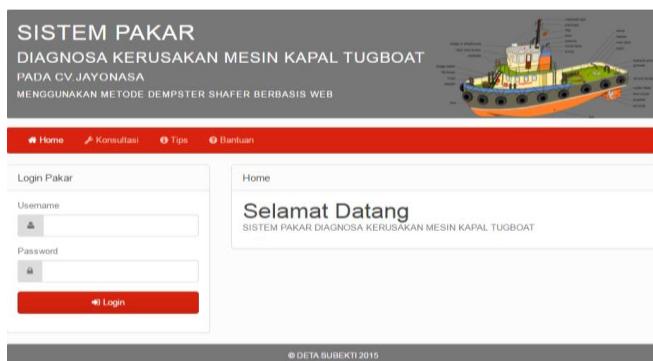 SISTEM PAKAR
DIAGNOSA KERUSAKAN MESIN KAPAL TUGBOAT
PADA CV.JAYONASA
MENGGUNAKAN METODE DEMPSTER SHAFER BERBASIS WEB
Home Konsultasi Tips Bantuan
Login Pakar
Username
Password
Login
Home
Selamat Datang
SISTEM PAKAR DIAGNOSA KERUSAKAN MESIN KAPAL TUGBOAT
© DETA SUBEKTI 2015